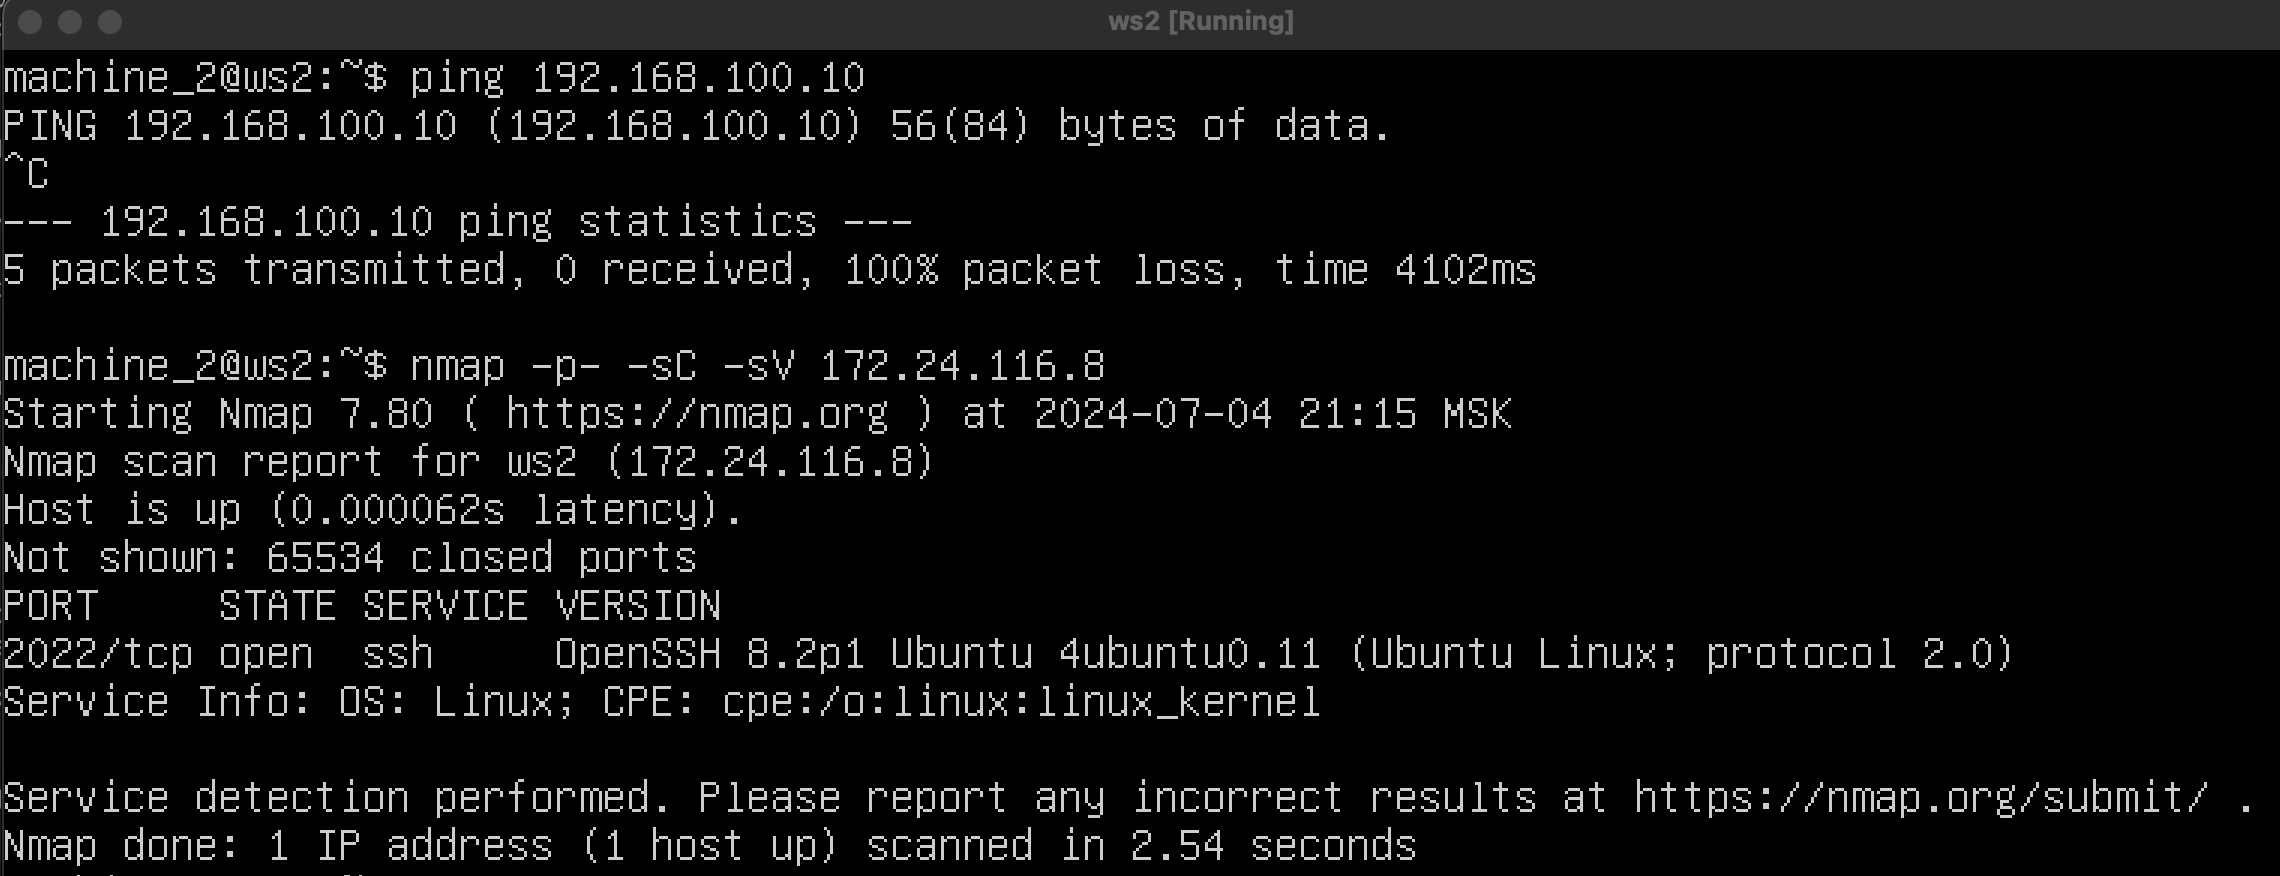 ws2 [Running]
machine_2@ws2:~$ ping 192.168.100.10
PING 192.168.100.10 (192.168.100.10) 56(84) bytes of data.
^C
--- 192.168.100.10 ping statistics ---
5 packets transmitted, 0 received, 100% packet loss, time 4102ms
machine_2@ws2:~$ nmap -p- -sC -sV 172.24.116.8
Starting Nmap 7.80 ( https://nmap.org ) at 2024-07-04 21:15 MSK
Nmap scan report for ws2 (172.24.116.8)
Host is up (0.000062s latency).
Not shown: 65534 closed ports
PORT     STATE SERVICE VERSION
2022/tcp open  ssh     OpenSSH 8.2p1 Ubuntu 4ubuntu0.11 (Ubuntu Linux; protocol 2.0)
Service Info: OS: Linux; CPE: cpe:/o:linux:linux_kernel
Service detection performed. Please report any incorrect results at https://nmap.org/submit/ .
Nmap done: 1 IP address (1 host up) scanned in 2.54 seconds